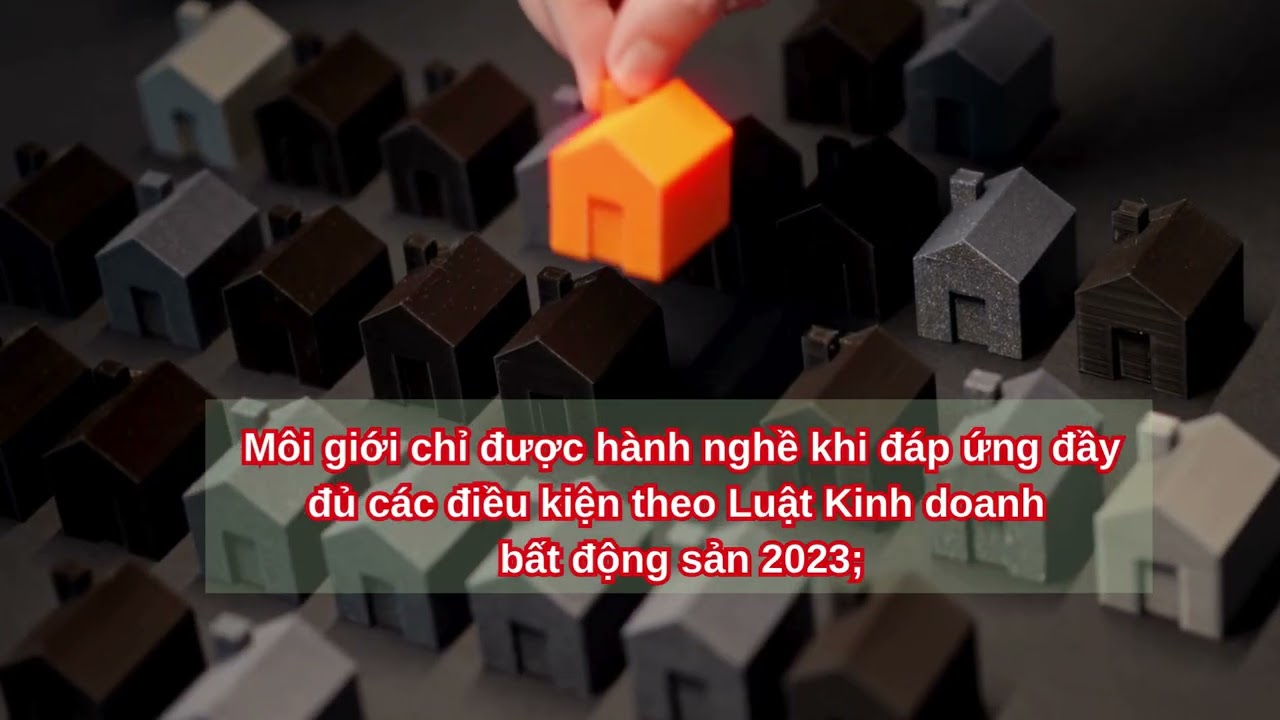 Môi giới chỉ được hành nghề khi đáp ứng đầy
đủ các điều kiện theo Luật Kinh doanh
bất động sản 2023;